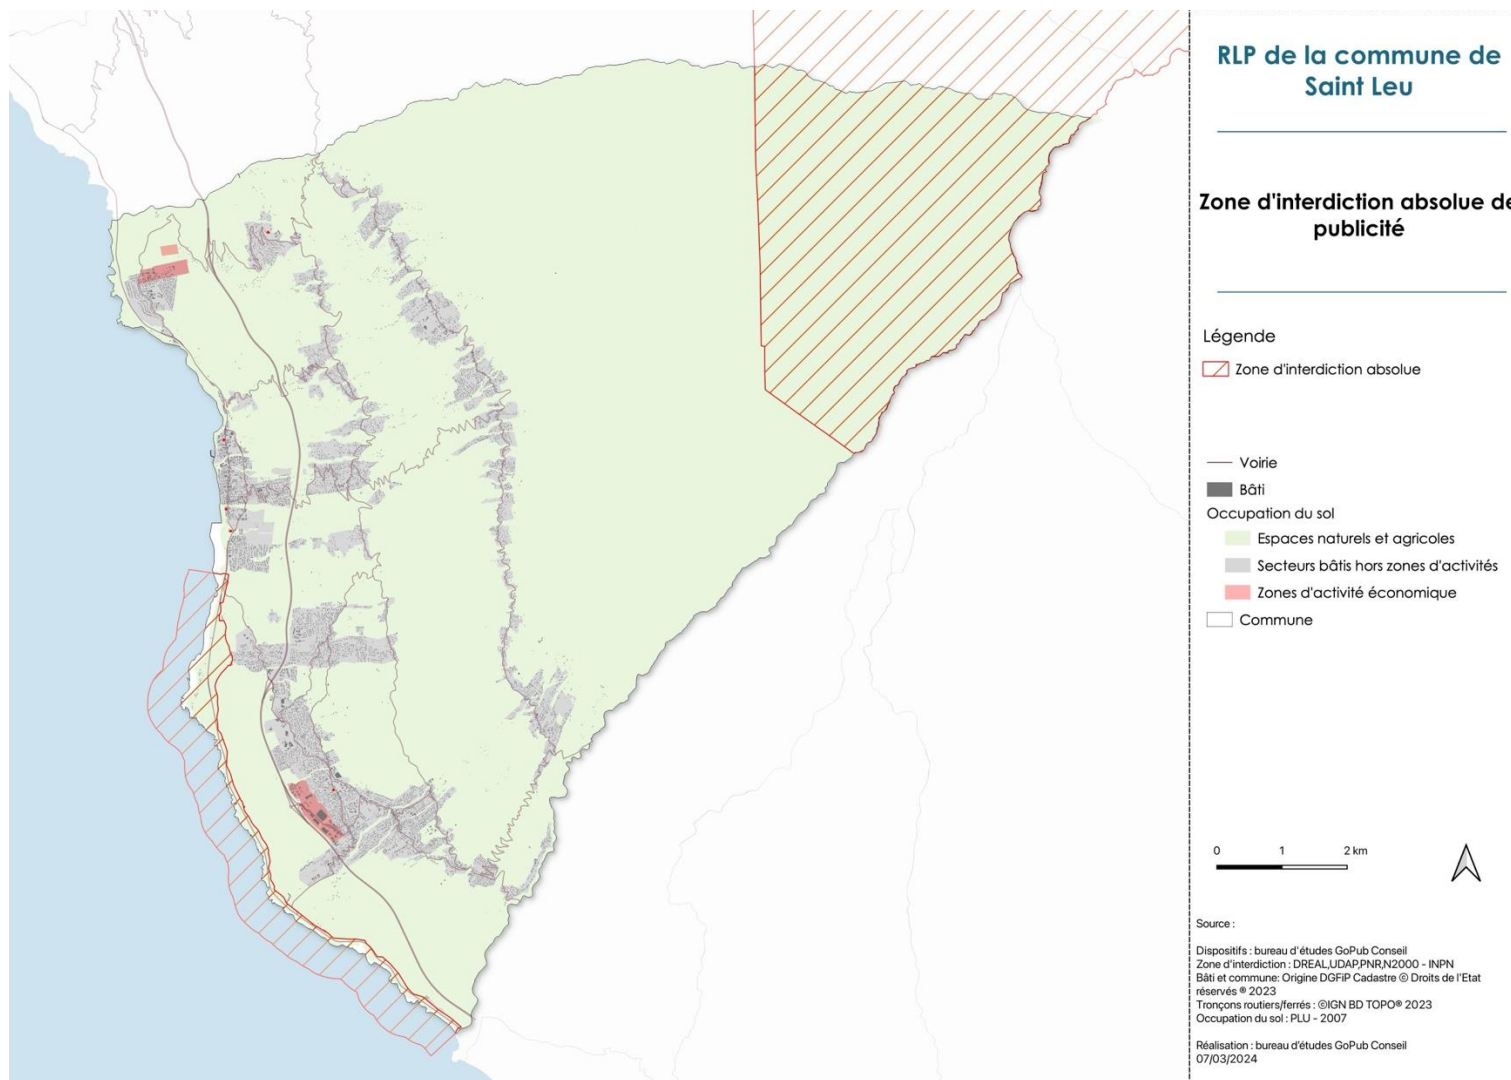 RLP de la commune de
Saint Leu
Zone d'interdiction absolue de
publicité
Légende
Zone d'interdiction absolue
Voirie
Bâti
Occupation du sol
Espaces naturels et agricoles
Secteurs bâtis hors zones d'activités
Zones d'activité économique
Commune
0 1 2 km
Source :
Dispositifs : bureau d'études GoPub Conseil
Zone d'interdiction : DREAL,UDAP,PNR,N2000 - INPN
Bâti et commune: Origine DGFiP Cadastre © Droits de l'Etat
réservés ® 2023
Tronçons routiers/ferrés : ©IGN BD TOPO® 2023
Occupation du sol : PLU - 2007
Réalisation : bureau d'études GoPub Conseil
07/03/2024